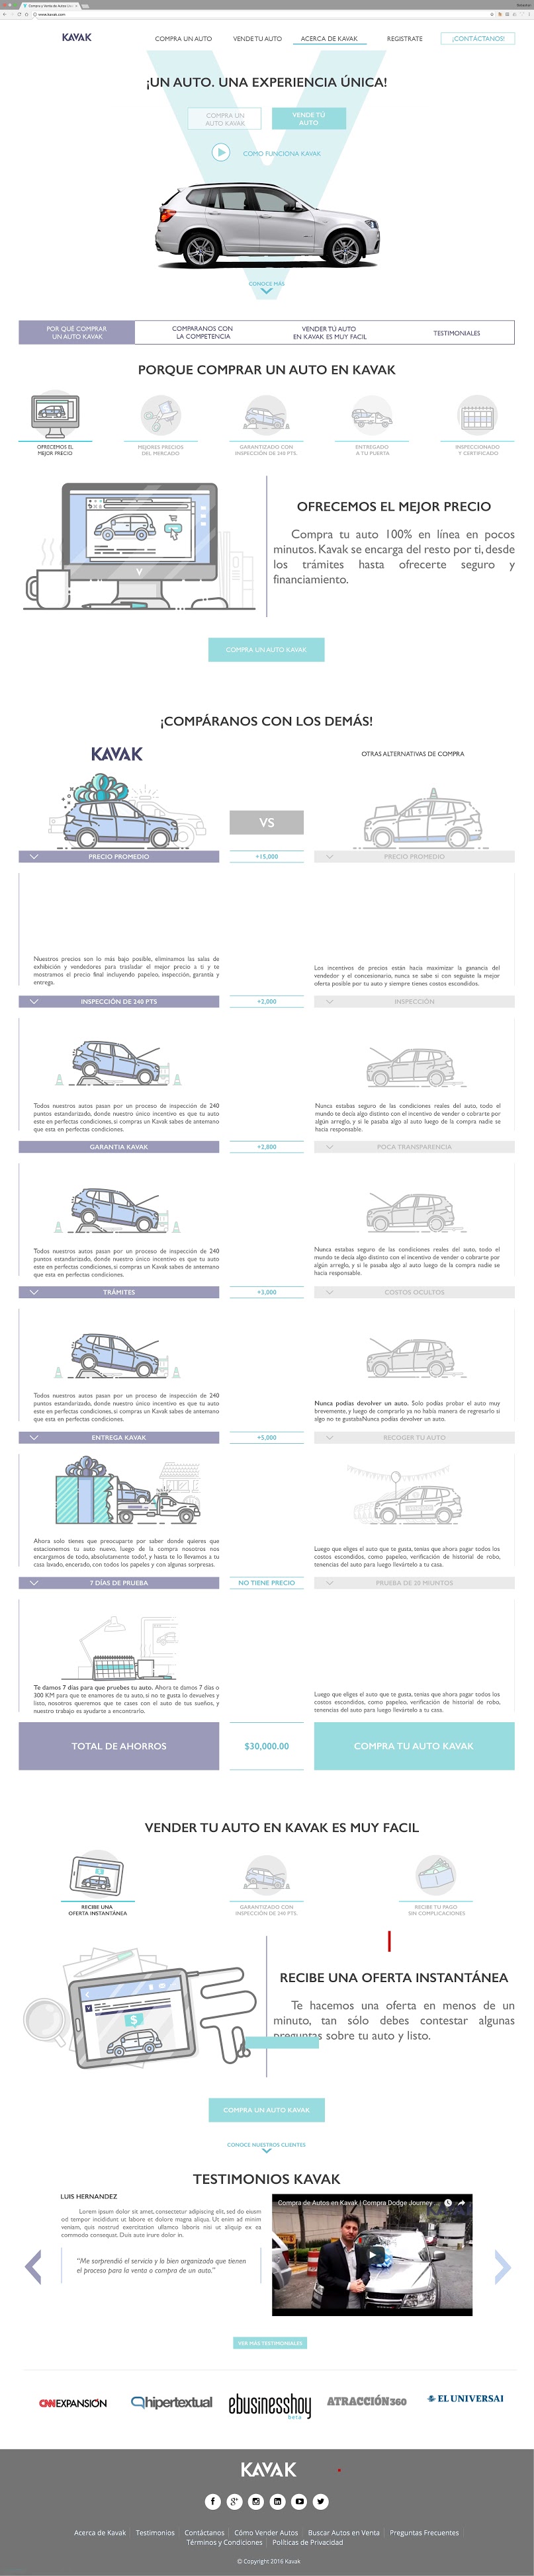 www.kavak.com
KAVAK
COMPRA UN AUTO
VENDE TU AUTO
ACERCA DE KAVAK
REGISTRATE
¡CONTÁCTANOS!
¡UN AUTO. UNA EXPERIENCIA ÚNICA!
COMPRA UN
AUTO KAVAK
VENDE TÚ
AUTO
CÓMO FUNCIONA KAVAK
CONOCE MÁS
POR QUÉ COMPRAR
UN AUTO KAVAK
COMPARANOS CON
LA COMPETENCIA
VENDER TU AUTO
EN KAVAK ES MUY FACIL
TESTIMONIALES
PORQUE COMPRAR UN AUTO EN KAVAK
OFRECEMOS EL
MEJOR PRECIO
MEJORES PRECIOS
DEL MERCADO
GARANTIZADO CON
INSPECCIÓN DE 240 PTS.
ENTREGADO
A TU PUERTA
INSPECCIONADO
Y CERTIFICADO
OFRECEMOS EL MEJOR PRECIO
Compra tu auto 100% en línea en pocos
minutos. Kavak se encarga del resto por ti, desde
los trámites hasta ofrecerte seguro y
financiamiento.
COMPRA UN AUTO KAVAK
¡COMPÁRANOS CON LOS DEMÁS!
KAVAK
OTRAS ALTERNATIVAS DE COMPRA
VS
PRECIO PROMEDIO
+15,000
PRECIO PROMEDIO
Nuestros precios son lo más bajo posible, eliminamos las salas de
exhibición y vendedores para trasladar el mejor precio a ti y te
mostramos el precio final incluyendo papeleo, inspección, garantía y
entrega.
Los incentivos de precios están hacia maximizar la ganancia del
vendedor y el concesionario, nunca se sabe si con seguiste la mejor
oferta posible por tu auto y siempre tienes costos escondidos.
INSPECCIÓN DE 240 PTS
+2,000
INSPECCIÓN
Todos nuestros autos pasan por un proceso de inspección de 240
puntos estandarizado, donde nuestro único incentivo es que tu auto
este en perfectas condiciones, si compras un Kavak sabes de antemano
que esta en perfectas condiciones.
Nunca estabas seguro de las condiciones reales del auto, todo el
mundo te decía algo distinto con el incentivo de vender o cobrarte por
algún arreglo, y si le pasaba algo al auto luego de la compra nadie se
hacia responsable.
GARANTIA KAVAK
+2,800
POCA TRANSPARENCIA
Todos nuestros autos pasan por un proceso de inspección de 240
puntos estandarizado, donde nuestro único incentivo es que tu auto
este en perfectas condiciones, si compras un Kavak sabes de antemano
que esta en perfectas condiciones.
Nunca estabas seguro de las condiciones reales del auto, todo el
mundo te decía algo distinto con el incentivo de vender o cobrarte por
algún arreglo, y si le pasaba algo al auto luego de la compra nadie se
hacia responsable.
TRÁMITES
+3,000
COSTOS OCULTOS
Todos nuestros autos pasan por un proceso de inspección de 240
puntos estandarizado, donde nuestro único incentivo es que tu auto
este en perfectas condiciones, si compras un Kavak sabes de antemano
que esta en perfectas condiciones.
Nunca podías devolver un auto. Solo podías probar el auto muy
brevemente, y luego de comprarlo ya no había manera de regresarlo si
algo no te gustabaNunca podías devolver un auto.
ENTREGA KAVAK
+5,000
RECOGER TU AUTO
Ahora solo tienes que preocuparte por saber donde quieres que
estacionemos tu auto nuevo, luego de la compra nosotros nos
encargamos de todo, absolutamente todo!, y hasta te lo llevamos a tu
casa lavado, encerado, con todos los papeles y con algunas sorpresas.
Luego que eliges el auto que te gusta, tenias que ahora pagar todos los
costos escondidos, como papeleo, verificación de historial de robo,
tenencias del auto para luego llevártelo a tu casa.
7 DÍAS DE PRUEBA
NO TIENE PRECIO
PRUEBA DE 20 MIUNTOS
Te damos 7 días para que pruebes tu auto. Ahora te damos 7 días o
300 KM para que te enamores de tu auto, si no te gusta lo devuelves y
listo, nosotros queremos que te cases con el auto de tus sueños, y
nuestro trabajo es ayudarte a encontrarlo.
Luego que eliges el auto que te gusta, tenias que ahora pagar todos los
costos escondidos, como papeleo, verificación de historial de robo,
tenencias del auto para luego llevártelo a tu casa.
TOTAL DE AHORROS
$30,000.00
COMPRA TU AUTO KAVAK
VENDER TU AUTO EN KAVAK ES MUY FACIL
RECIBE UNA
OFERTA INSTANTÁNEA
GARANTIZADO CON
INSPECCIÓN DE 240 PTS.
RECIBE TU PAGO
SIN COMPLICACIONES
RECIBE UNA OFERTA INSTANTÁNEA
Te hacemos una oferta en menos de un
minuto, tan sólo debes contestar algunas
preguntas sobre tu auto y listo.
COMPRA UN AUTO KAVAK
CONOCE NUESTROS CLIENTES
TESTIMONIOS KAVAK
LUIS HERNANDEZ
Lorem ipsum dolor sit amet, consectetur adipiscing elit, sed do eiusm
od tempor incididunt ut labore et dolore magna aliqua. Ut enim ad minim
veniam, quis nostrud exercitation ullamco laboris nisi ut aliquip ex ea
commodo consequat. Duis aute irure dolor in.
"Me sorprendió el servicio y lo bien organizado que tienen
el proceso para la venta o compra de un auto."
Compra de Autos en Kavak | Compra Dodge Journey
VER MÁS TESTIMONIALES
CNNEXPANSIÓN
hipertextual
ebusinesshoy
beta
ATRACCIÓN360
EL UNIVERSAL
KAVAK
Acerca de Kavak
Testimonios
Contáctanos
Cómo Vender Autos
Buscar Autos en Venta
Preguntas Frecuentes
Términos y Condiciones
Políticas de Privacidad
© Copyright 2016 Kavak